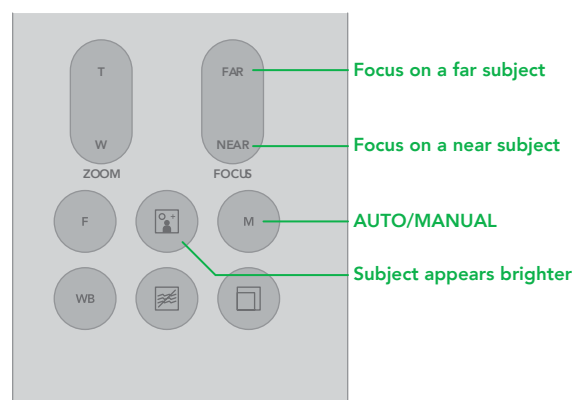 T
FAR
Focus on a far subject
W
NEAR
Focus on a near subject
ZOOM
FOCUS
F
M
AUTO/MANUAL
Subject appears brighter
WB